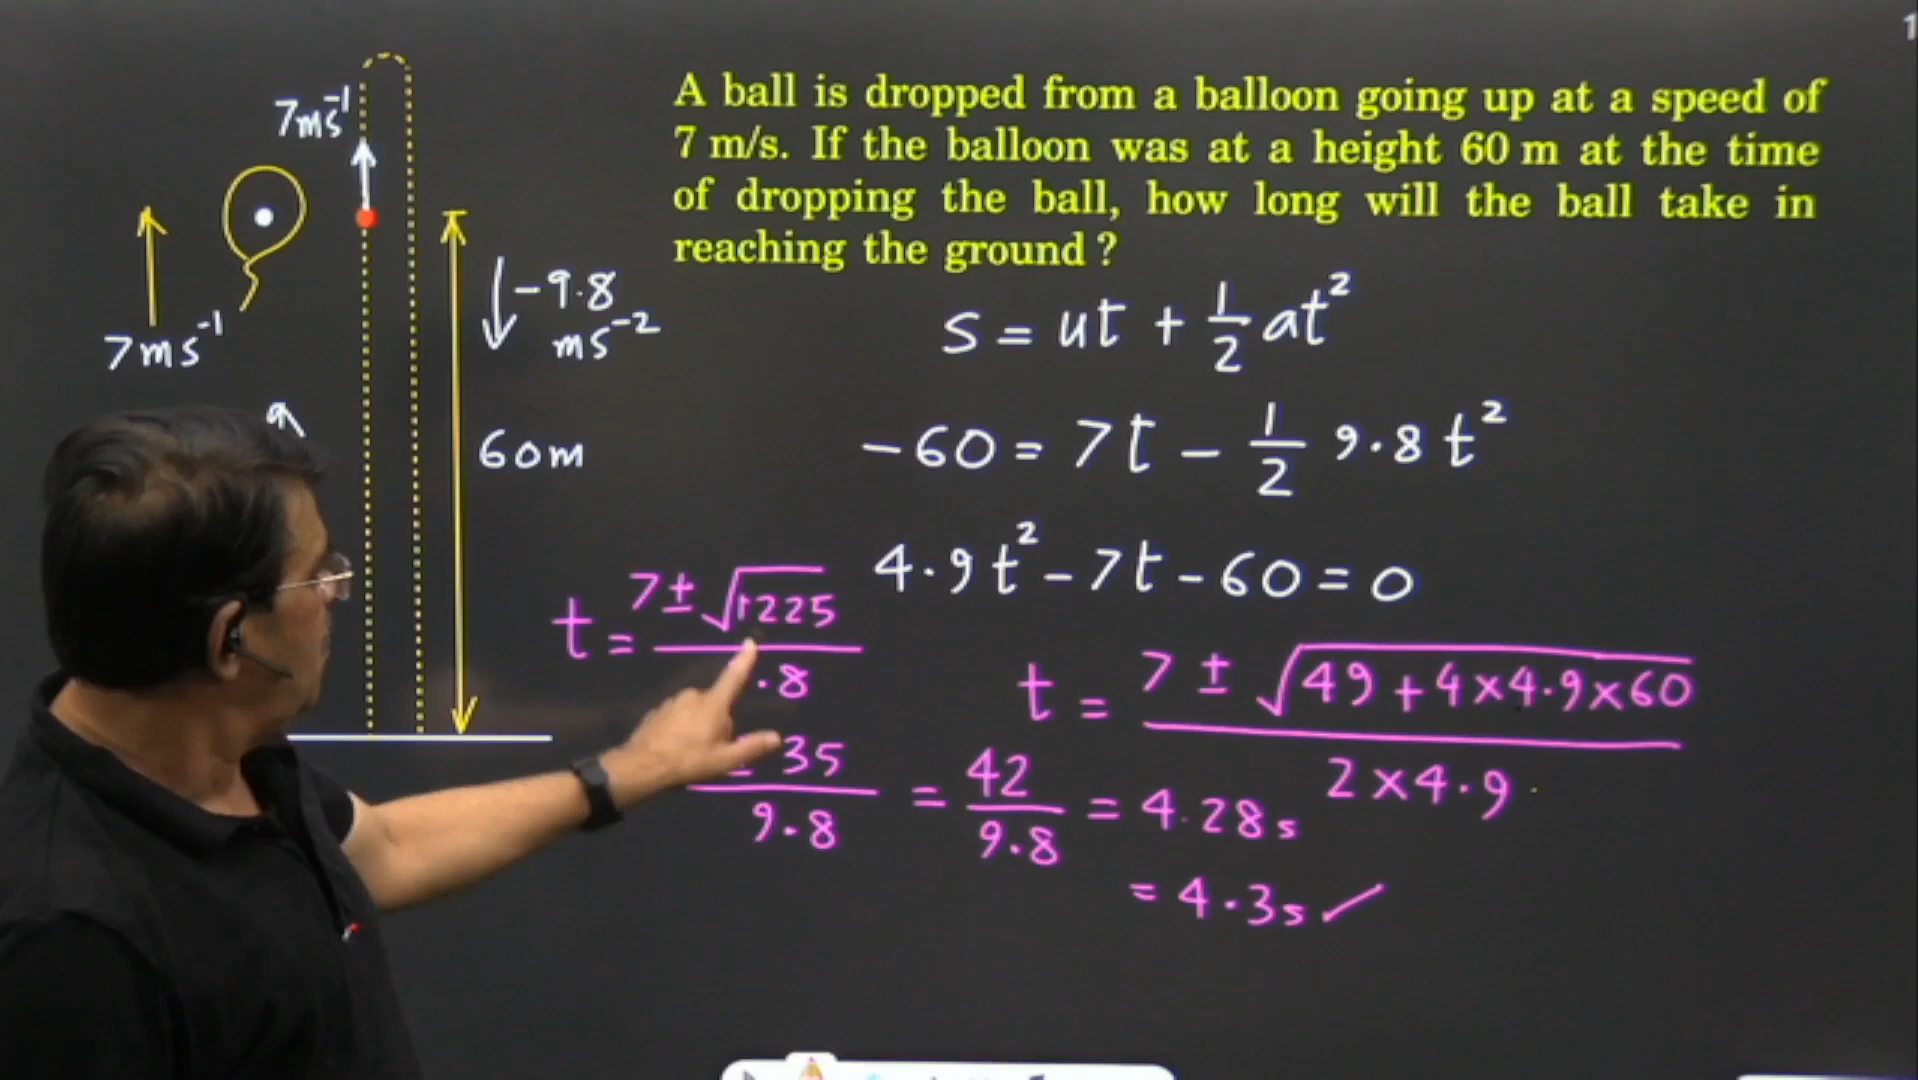 1
A ball is dropped from a balloon going up at a speed of
7 m/s. If the balloon was at a height 60 m at the time
of dropping the ball, how long will the ball take in
reaching the ground ?
7ms⁻¹
7ms⁻¹
-9.8
ms⁻²
60m
s = ut + 1/2 at²
-60 = 7t - 1/2 9.8 t²
4.9t² - 7t - 60 = 0
t = 7 ± √49 + 4×4.9×60 / 2×4.9
t = 7 ± √1225 / .8
35 / 9.8 = 42 / 9.8 = 4.28s
= 4.3s ✓